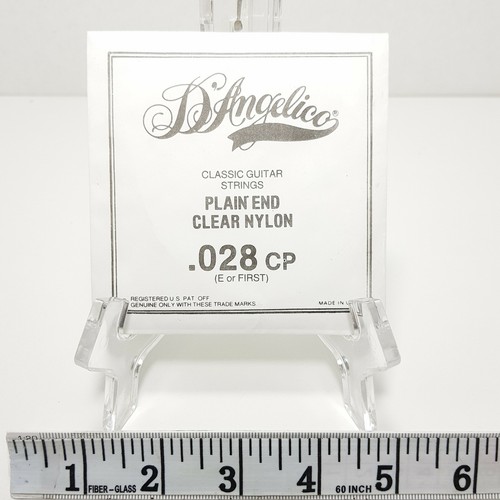 D'Angelico®
CLASSIC GUITAR
STRINGS
PLAIN END
CLEAR NYLON
.028 CP
(E or FIRST)
REGISTERED U S PAT OFF
GENUINE ONLY WITH THESE TRADE MARKS
MADE IN
1 FIBER-GLASS 2 3 4 60 INCH 5 6